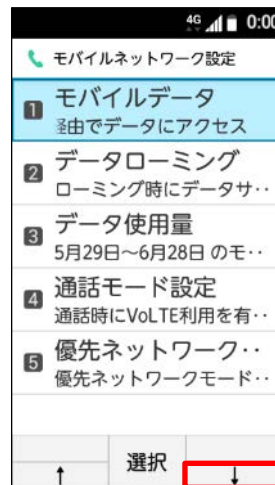 4G 0:00
モバイルネットワーク設定
1 モバイルデータ
経由でデータにアクセス
2 データローミング
ローミング時にデータサ‥
3 データ使用量
5月29日～6月28日 のモ‥
4 通話モード設定
通話時にVoLTE利用を有‥
5 優先ネットワーク‥
優先ネットワークモード‥
↑ 選択 ↓